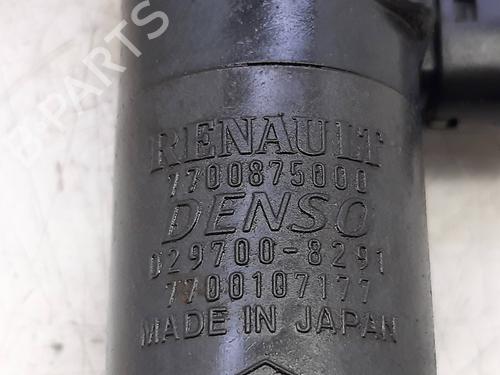 RENAULT
7700875000
DENSO
029700-8291
7700107177
MADE IN JAPAN